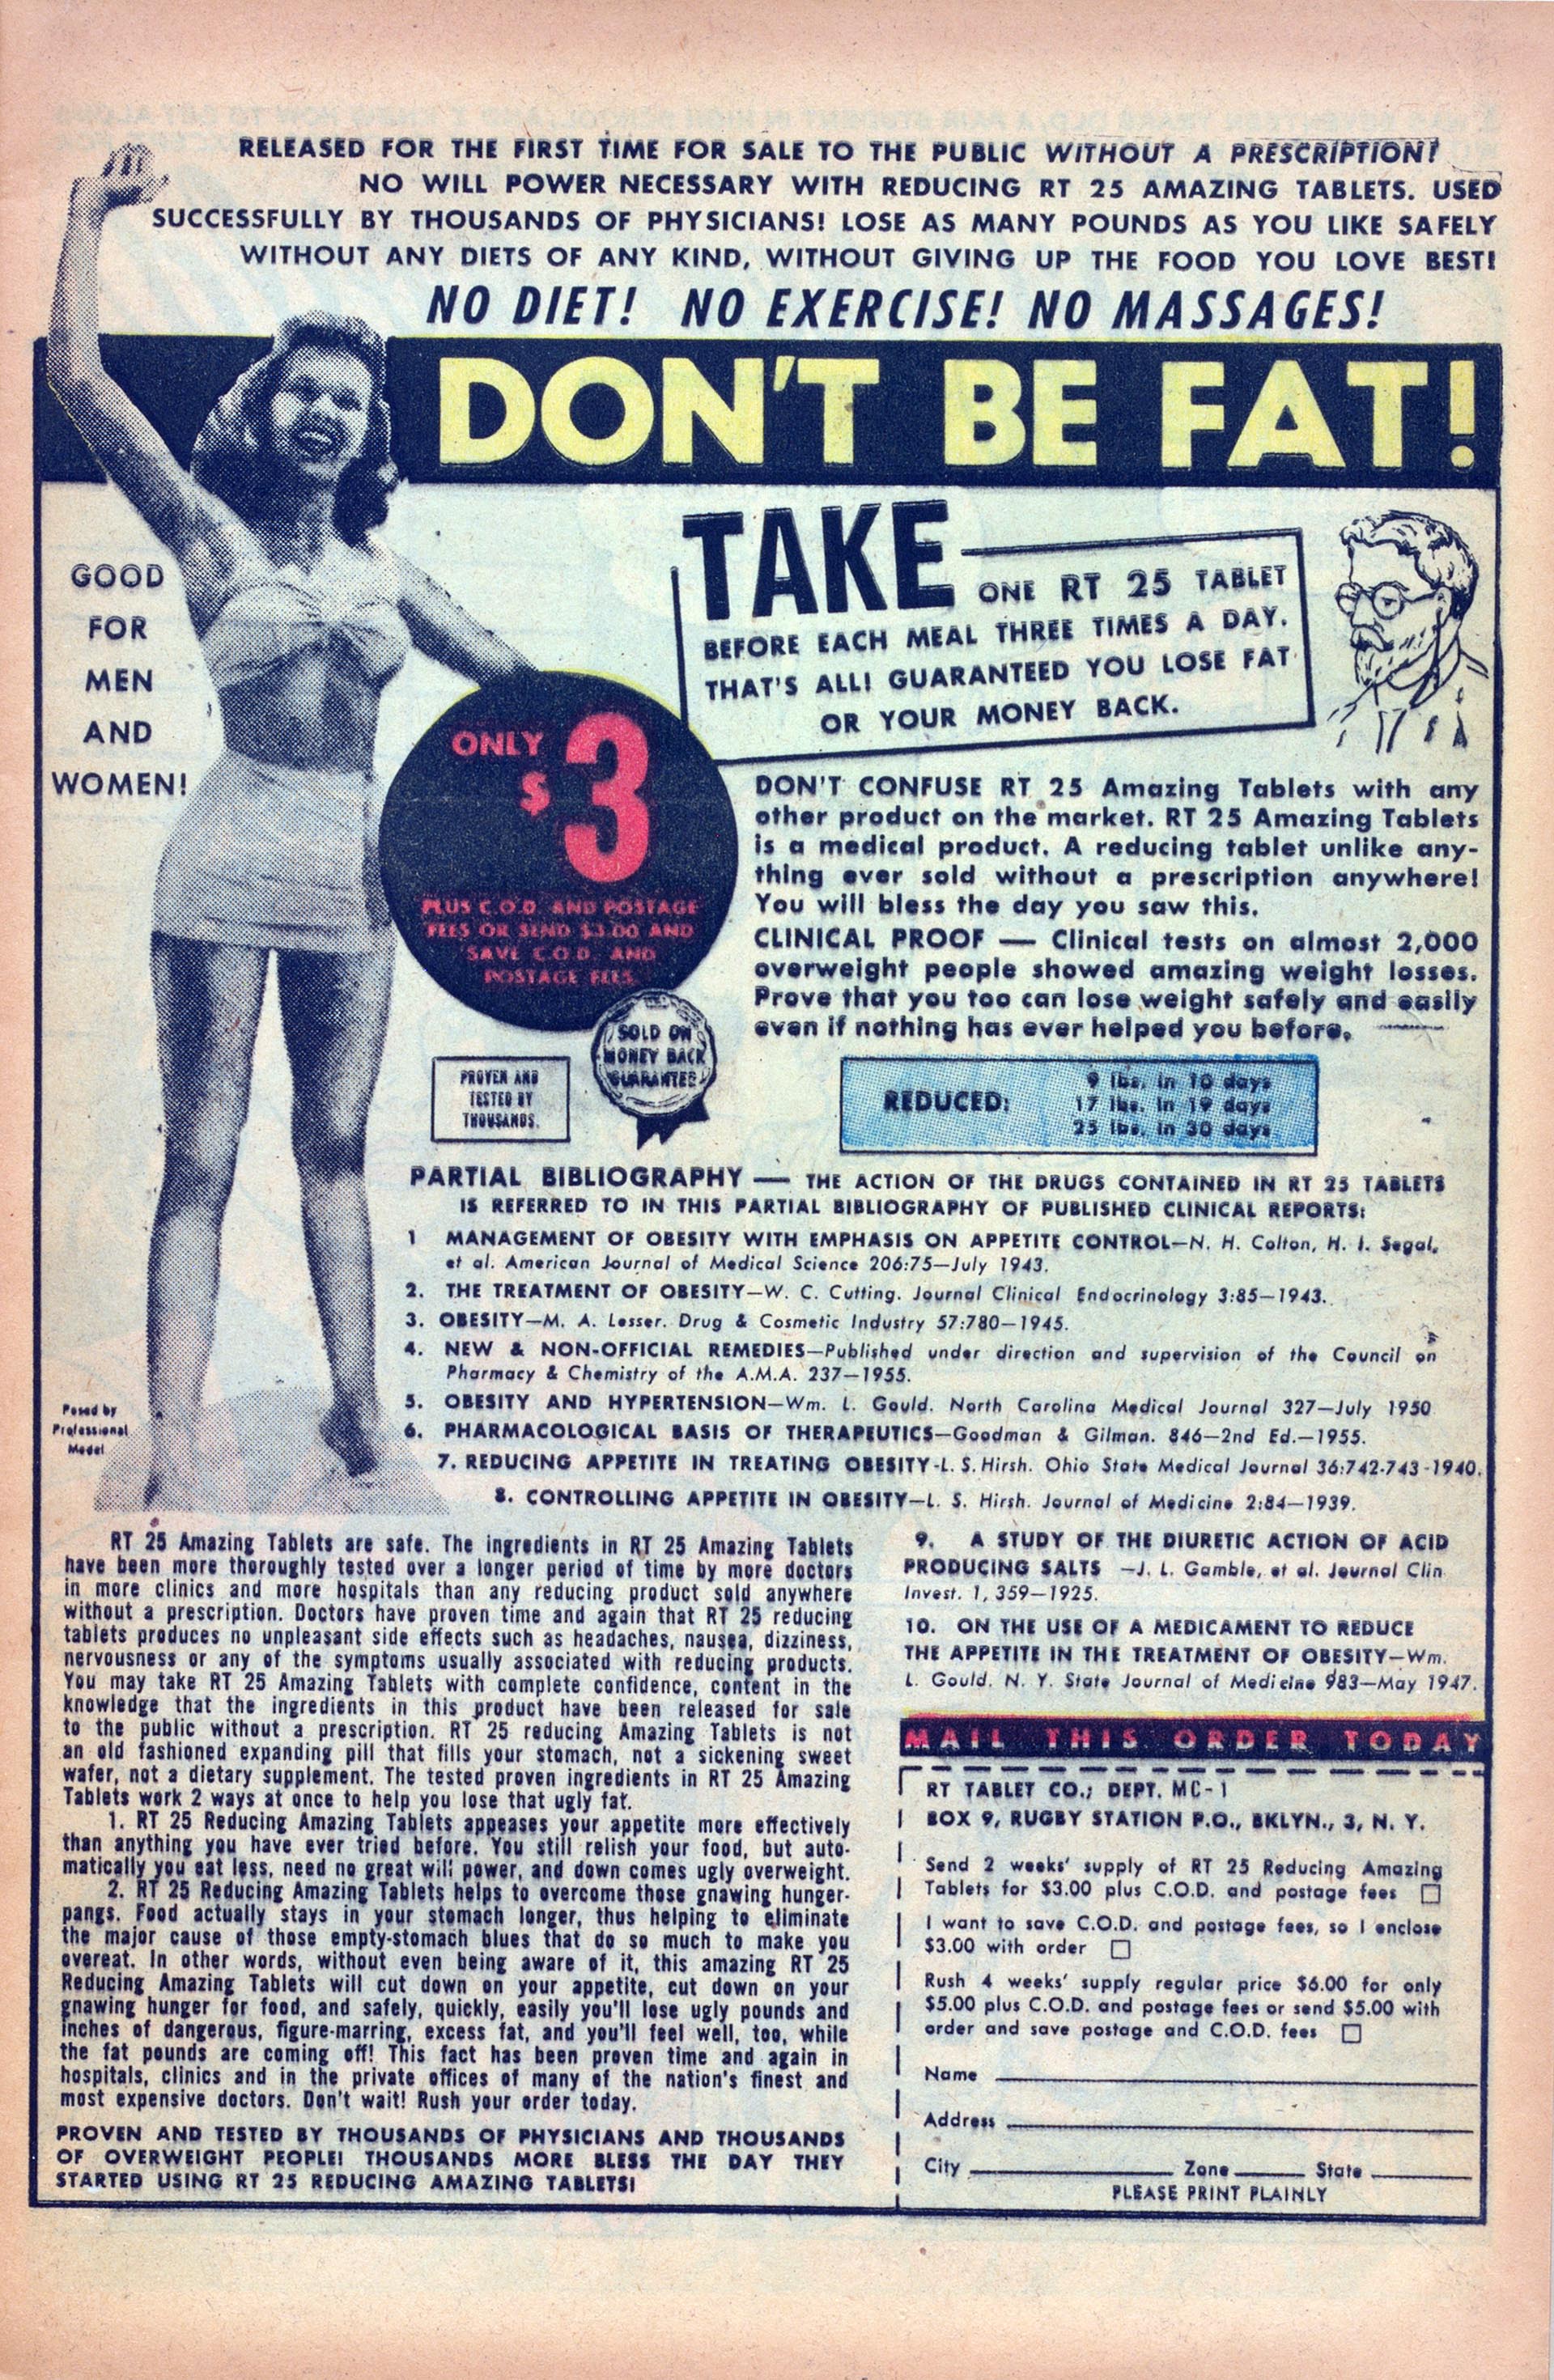 RELEASED FOR THE FIRST TIME FOR SALE TO THE PUBLIC WITHOUT A PRESCRIPTION!
NO WILL POWER NECESSARY WITH REDUCING RT 25 AMAZING TABLETS. USED
SUCCESSFULLY BY THOUSANDS OF PHYSICIANS! LOSE AS MANY POUNDS AS YOU LIKE SAFELY
WITHOUT ANY DIETS OF ANY KIND, WITHOUT GIVING UP THE FOOD YOU LOVE BEST!
NO DIET! NO EXERCISE! NO MASSAGES!
DON'T BE FAT!
GOOD
FOR
MEN
AND
WOMEN!
TAKE ONE RT 25 TABLET
BEFORE EACH MEAL THREE TIMES A DAY.
THAT'S ALL! GUARANTEED YOU LOSE FAT
OR YOUR MONEY BACK.
ONLY
$3
PLUS C.O.D. AND POSTAGE
FEES OR SEND $3.00 AND
SAVE C.O.D. AND
POSTAGE FEES.
SOLD ON
MONEY BACK
GUARANTEE!
PROVEN AND
TESTED BY
THOUSANDS.
DON'T CONFUSE RT 25 Amazing Tablets with any
other product on the market. RT 25 Amazing Tablets
is a medical product. A reducing tablet unlike any-
thing ever sold without a prescription anywhere!
You will bless the day you saw this.
CLINICAL PROOF — Clinical tests on almost 2,000
overweight people showed amazing weight losses.
Prove that you too can lose weight safely and easily
even if nothing has ever helped you before.
REDUCED:
9 lbs. in 10 days
17 lbs. in 19 days
25 lbs. in 30 days
PARTIAL BIBLIOGRAPHY — THE ACTION OF THE DRUGS CONTAINED IN RT 25 TABLETS
IS REFERRED TO IN THIS PARTIAL BIBLIOGRAPHY OF PUBLISHED CLINICAL REPORTS:
1 MANAGEMENT OF OBESITY WITH EMPHASIS ON APPETITE CONTROL—N. H. Colton, H. I. Segal,
et al. American Journal of Medical Science 206:75—July 1943.
2. THE TREATMENT OF OBESITY—W. C. Cutting. Journal Clinical Endocrinology 3:85—1943.
3. OBESITY—M. A. Lesser. Drug & Cosmetic Industry 57:780—1945.
4. NEW & NON-OFFICIAL REMEDIES—Published under direction and supervision of the Council on
Pharmacy & Chemistry of the A.M.A. 237—1955.
5. OBESITY AND HYPERTENSION—Wm. L. Gould. North Carolina Medical Journal 327—July 1950
6. PHARMACOLOGICAL BASIS OF THERAPEUTICS—Goodman & Gilman. 846—2nd Ed.—1955.
7. REDUCING APPETITE IN TREATING OBESITY-L. S. Hirsh. Ohio State Medical Journal 36:742-743-1940.
8. CONTROLLING APPETITE IN OBESITY—L. S. Hirsh. Journal of Medicine 2:84—1939.
Posed by
Professional
Model
RT 25 Amazing Tablets are safe. The ingredients in RT 25 Amazing Tablets
have been more thoroughly tested over a longer period of time by more doctors
in more clinics and more hospitals than any reducing product sold anywhere
without a prescription. Doctors have proven time and again that RT 25 reducing
tablets produces no unpleasant side effects such as headaches, nausea, dizziness,
nervousness or any of the symptoms usually associated with reducing products.
You may take RT 25 Amazing Tablets with complete confidence, content in the
knowledge that the ingredients in this product have been released for sale
to the public without a prescription. RT 25 reducing Amazing Tablets is not
an old fashioned expanding pill that fills your stomach, not a sickening sweet
wafer, not a dietary supplement. The tested proven ingredients in RT 25 Amazing
Tablets work 2 ways at once to help you lose that ugly fat.
1. RT 25 Reducing Amazing Tablets appeases your appetite more effectively
than anything you have ever tried before. You still relish your food, but auto-
matically you eat less, need no great will power, and down comes ugly overweight.
2. RT 25 Reducing Amazing Tablets helps to overcome those gnawing hunger-
pangs. Food actually stays in your stomach longer, thus helping to eliminate
the major cause of those empty-stomach blues that do so much to make you
overeat. In other words, without even being aware of it, this amazing RT 25
Reducing Amazing Tablets will cut down on your appetite, cut down on your
gnawing hunger for food, and safely, quickly, easily you'll lose ugly pounds and
inches of dangerous, figure-marring, excess fat, and you'll feel well, too, while
the fat pounds are coming off! This fact has been proven time and again in
hospitals, clinics and in the private offices of many of the nation's finest and
most expensive doctors. Don't wait! Rush your order today.
PROVEN AND TESTED BY THOUSANDS OF PHYSICIANS AND THOUSANDS
OF OVERWEIGHT PEOPLE! THOUSANDS MORE BLESS THE DAY THEY
STARTED USING RT 25 REDUCING AMAZING TABLETS!
9. A STUDY OF THE DIURETIC ACTION OF ACID
PRODUCING SALTS —J. L. Gamble, et al. Journal Clin
Invest. 1, 359—1925.
10. ON THE USE OF A MEDICAMENT TO REDUCE
THE APPETITE IN THE TREATMENT OF OBESITY—Wm.
L. Gould. N. Y. State Journal of Medicine 983—May 1947.
MAIL THIS ORDER TODAY
RT TABLET CO.; DEPT. MC-1
BOX 9, RUGBY STATION P.O., BKLYN., 3, N. Y.
Send 2 weeks' supply of RT 25 Reducing Amazing
Tablets for $3.00 plus C.O.D. and postage fees
I want to save C.O.D. and postage fees, so I enclose
$3.00 with order
Rush 4 weeks' supply regular price $6.00 for only
$5.00 plus C.O.D. and postage fees or send $5.00 with
order and save postage and C.O.D. fees
Name
Address
City Zone State
PLEASE PRINT PLAINLY